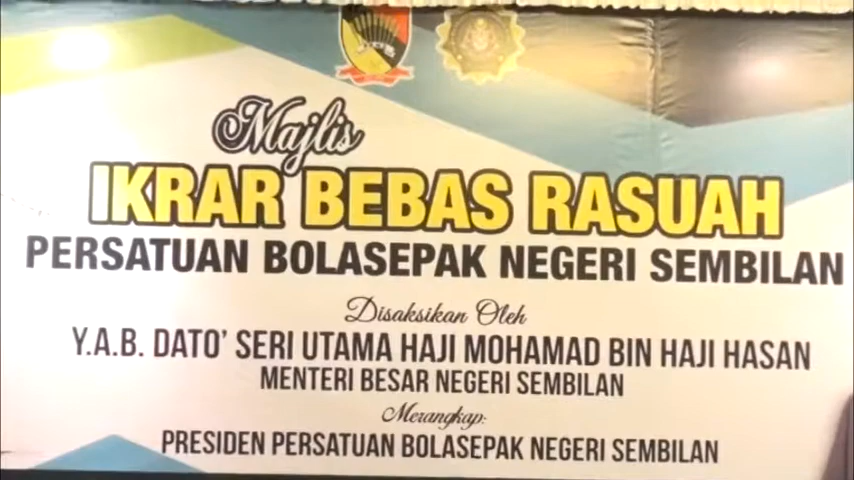 Majlis
IKRAR BEBAS RASUAH
PERSATUAN BOLASEPAK NEGERI SEMBILAN
Disaksikan Oleh
Y.A.B. DATO' SERI UTAMA HAJI MOHAMAD BIN HAJI HASAN
MENTERI BESAR NEGERI SEMBILAN
Merangkap:
PRESIDEN PERSATUAN BOLASEPAK NEGERI SEMBILAN